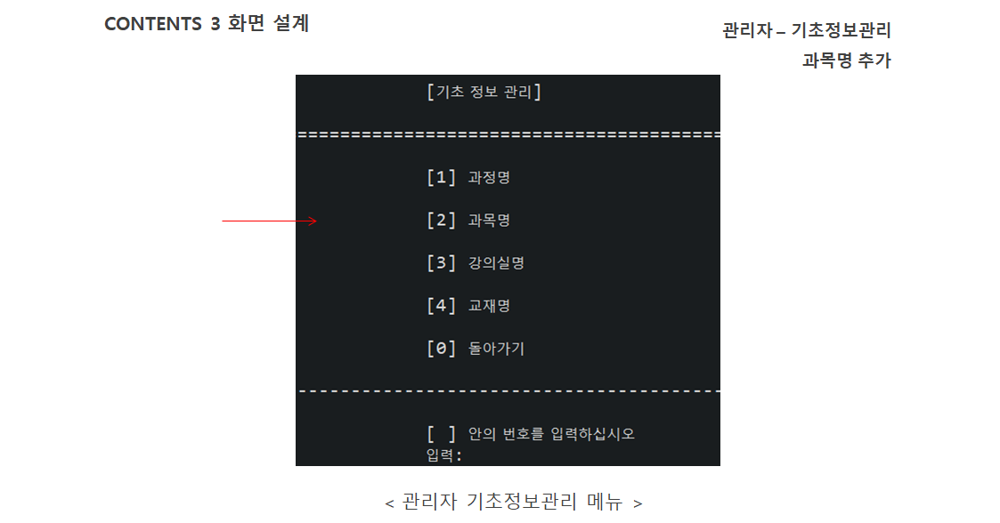 CONTENTS 3 화면 설계
관리자 – 기초정보관리
과목명 추가
[기초 정보 관리]
========================================
[1] 과정명
[2] 과목명
[3] 강의실명
[4] 교재명
[0] 돌아가기
----------------------------------------
[ ] 안의 번호를 입력하십시오
입력:
< 관리자 기초정보관리 메뉴 >